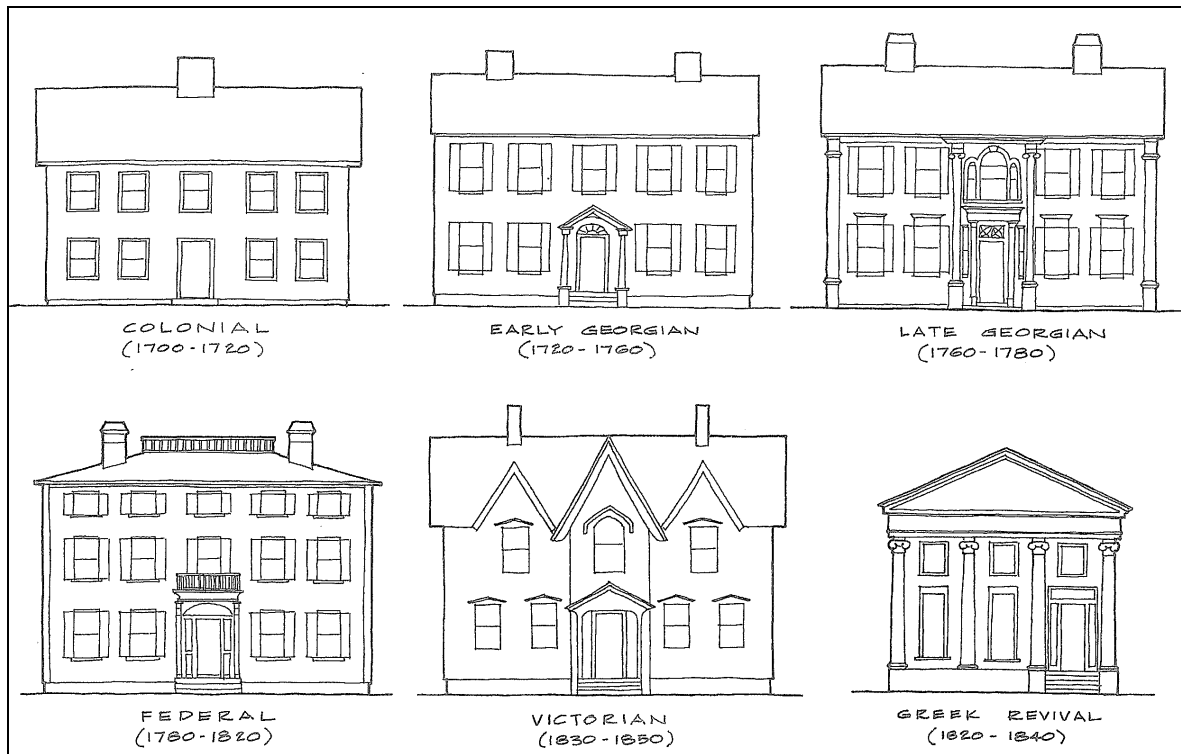 COLONIAL
(1700-1720)
EARLY GEORGIAN
(1720-1760)
LATE GEORGIAN
(1760-1780)
FEDERAL
(1780-1820)
VICTORIAN
(1830-1850)
GREEK REVIVAL
(1820-1840)